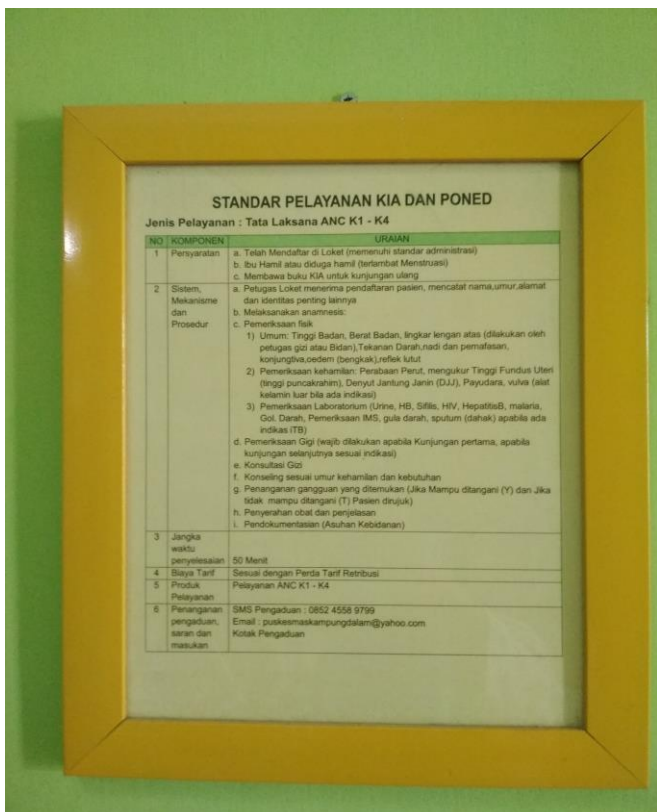 STANDAR PELAYANAN KIA DAN PONED
Jenis Pelayanan : Tata Laksana ANC K1 - K4
NO KOMPONEN URAIAN
1 Persyaratan a. Telah Mendaftar di Loket (memenuhi standar administrasi)
b. Ibu Hamil atau diduga hamil (terlambat Menstruasi)
c. Membawa buku KIA untuk kunjungan ulang
2 Sistem, Mekanisme dan Prosedur
a. Petugas Loket menerima pendaftaran pasien, mencatat nama,umur,alamat
dan identitas penting lainnya
b. Melaksanakan anamnesis:
c. Pemeriksaan fisik
1) Umum: Tinggi Badan, Berat Badan, lingkar lengan atas (dilakukan oleh
petugas gizi atau Bidan),Tekanan Darah,nadi dan pernafasan,
konjungtiva,oedem (bengkak),reflek lutut
2) Pemeriksaan kehamilan: Perabaan Perut, mengukur Tinggi Fundus Uteri
(tinggi puncakrahim), Denyut Jantung Janin (DJJ), Payudara, vulva (alat
kelamin luar bila ada indikasi)
3) Pemeriksaan Laboratorium (Urine, HB, Sifilis, HIV, HepatitisB, malaria,
Gol. Darah, Pemeriksaan IMS, gula darah, sputum (dahak) apabila ada
indikas iTB)
d. Pemeriksaan Gigi (wajib dilakukan apabila Kunjungan pertama, apabila
kunjungan selanjutnya sesuai indikasi)
e. Konsultasi Gizi
f. Konseling sesuai umur kehamilan dan kebutuhan
g. Penanganan gangguan yang ditemukan (Jika Mampu ditangani (Y) dan Jika
tidak mampu ditangani (T) Pasien dirujuk)
h. Penyerahan obat dan penjelasan
i. Pendokumentasian (Asuhan Kebidanan)
3 Jangka
waktu
penyelesaian 50 Menit
4 Biaya Tarif Sesuai dengan Perda Tarif Retribusi
5 Produk Pelayanan ANC K1 - K4
Pelayanan
6 Penanganan pengaduan, saran dan masukan
SMS Pengaduan : 0852 4558 9799
Email : puskesmaskampungdalam@yahoo.com
Kotak Pengaduan